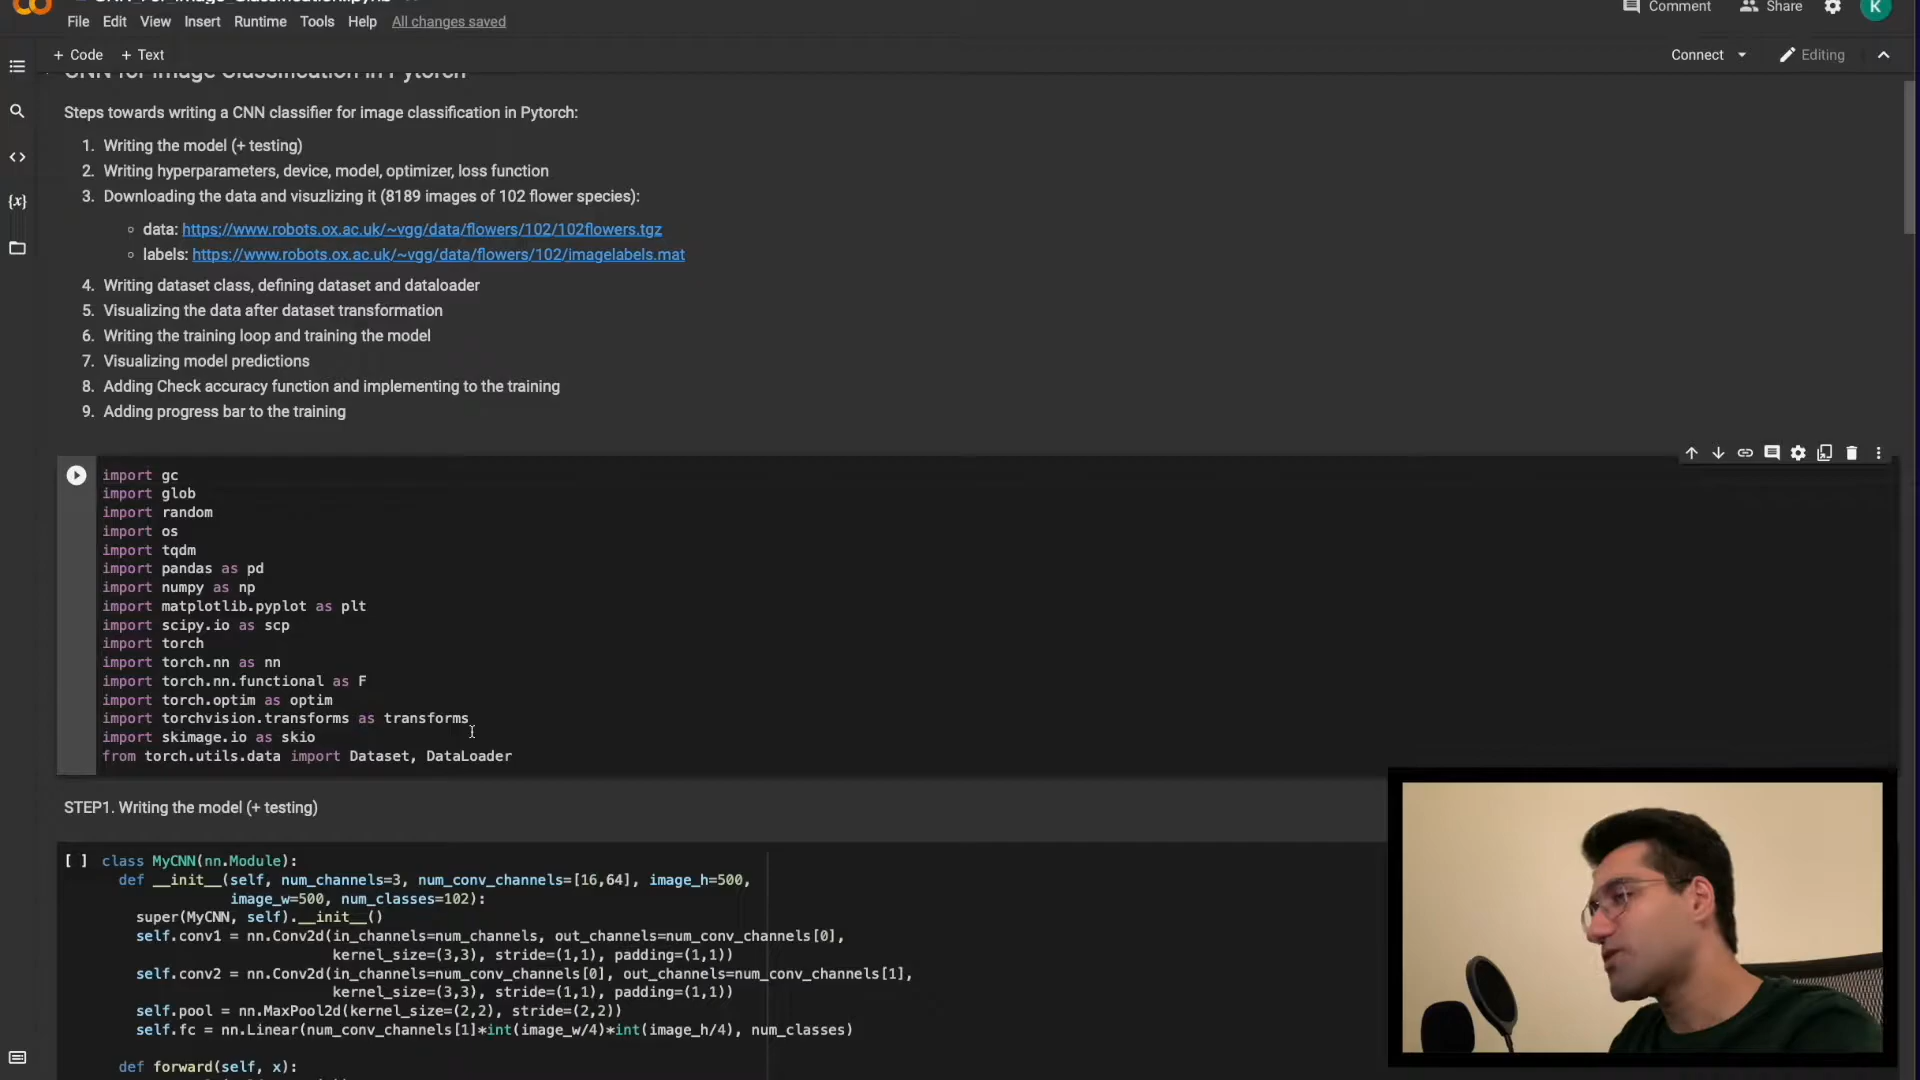 File Edit View Insert Runtime Tools Help All changes saved
Comment Share K
+ Code + Text
Connect Editing
CNN for Image Classification in Pytorch
Steps towards writing a CNN classifier for image classification in Pytorch:
1. Writing the model (+ testing)
2. Writing hyperparameters, device, model, optimizer, loss function
3. Downloading the data and visuzlizing it (8189 images of 102 flower species):
data: https://www.robots.ox.ac.uk/~vgg/data/flowers/102/102flowers.tgz
labels: https://www.robots.ox.ac.uk/~vgg/data/flowers/102/imagelabels.mat
4. Writing dataset class, defining dataset and dataloader
5. Visualizing the data after dataset transformation
6. Writing the training loop and training the model
7. Visualizing model predictions
8. Adding Check accuracy function and implementing to the training
9. Adding progress bar to the training
import gc
import glob
import random
import os
import tqdm
import pandas as pd
import numpy as np
import matplotlib.pyplot as plt
import scipy.io as scp
import torch
import torch.nn as nn
import torch.nn.functional as F
import torch.optim as optim
import torchvision.transforms as transforms
import skimage.io as skio
from torch.utils.data import Dataset, DataLoader
STEP1. Writing the model (+ testing)
[ ] class MyCNN(nn.Module):
def __init__(self, num_channels=3, num_conv_channels=[16,64], image_h=500,
image_w=500, num_classes=102):
super(MyCNN, self).__init__()
self.conv1 = nn.Conv2d(in_channels=num_channels, out_channels=num_conv_channels[0],
kernel_size=(3,3), stride=(1,1), padding=(1,1))
self.conv2 = nn.Conv2d(in_channels=num_conv_channels[0], out_channels=num_conv_channels[1],
kernel_size=(3,3), stride=(1,1), padding=(1,1))
self.pool = nn.MaxPool2d(kernel_size=(2,2), stride=(2,2))
self.fc = nn.Linear(num_conv_channels[1]*int(image_w/4)*int(image_h/4), num_classes)
def forward(self, x):